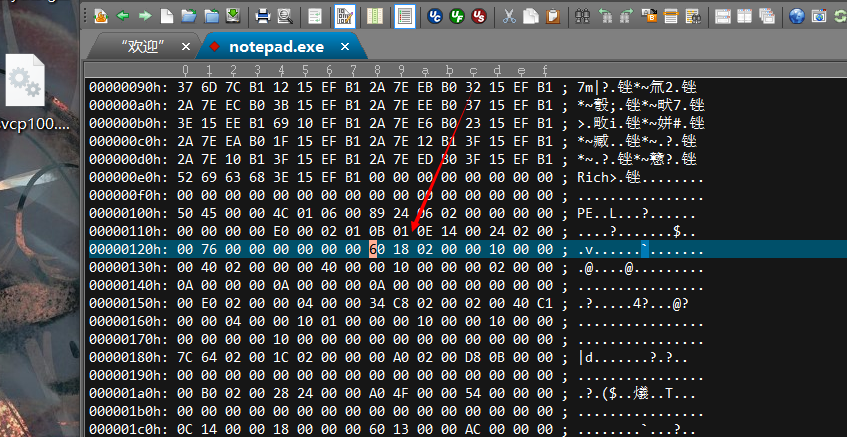 “欢迎” × notepad.exe ×
0 1 2 3 4 5 6 7 8 9 a b c d e f
vcp100....
00000090h: 37 6D 7C B1 12 15 EF B1 2A 7E EB B0 32 15 EF B1 ; 7m|?.锉*~氚2.锉
000000a0h: 2A 7E EC B0 3B 15 EF B1 2A 7E EE B0 37 15 EF B1 ; *~毂;.锉*~畎7.锉
000000b0h: 3E 15 EE B1 69 10 EF B1 2A 7E E6 B0 23 15 EF B1 ; >.畋i.锉*~姘#.锉
000000c0h: 2A 7E EA B0 1F 15 EF B1 2A 7E 12 B1 3F 15 EF B1 ; *~臧..锉*~.?.锉
000000d0h: 2A 7E 10 B1 3F 15 EF B1 2A 7E ED B0 3F 15 EF B1 ; *~.?.锉*~戆?.锉
000000e0h: 52 69 63 68 3E 15 EF B1 00 00 00 00 00 00 00 00 ; Rich>.锉........
000000f0h: 00 00 00 00 00 00 00 00 00 00 00 00 00 00 00 00 ; ................
00000100h: 50 45 00 00 4C 01 06 00 89 24 06 02 00 00 00 00 ; PE..L...?......
00000110h: 00 00 00 00 E0 00 02 01 0B 01 0E 14 00 24 02 00 ; ....?.......$..
00000120h: 00 76 00 00 00 00 00 00 60 18 02 00 00 10 00 00 ; .v......`.......
00000130h: 00 40 02 00 00 00 40 00 00 10 00 00 00 02 00 00 ; .@....@.........
00000140h: 0A 00 00 00 0A 00 00 00 0A 00 00 00 00 00 00 00 ; ................
00000150h: 00 E0 02 00 00 04 00 00 34 C8 02 00 02 00 40 C1 ; .?.....4?...@?
00000160h: 00 00 04 00 00 10 01 00 00 00 10 00 00 10 00 00 ; ................
00000170h: 00 00 00 00 10 00 00 00 00 00 00 00 00 00 00 00 ; ................
00000180h: 7C 64 02 00 1C 02 00 00 00 A0 02 00 D8 0B 00 00 ; |d.......?.?..
00000190h: 00 00 00 00 00 00 00 00 00 00 00 00 00 00 00 00 ; ................
000001a0h: 00 B0 02 00 28 24 00 00 A0 4F 00 00 54 00 00 00 ; .?.($..燨..T...
000001b0h: 00 00 00 00 00 00 00 00 00 00 00 00 00 00 00 00 ; ................
000001c0h: 0C 14 00 00 18 00 00 00 60 13 00 00 AC 00 00 00 ; ........`...?..